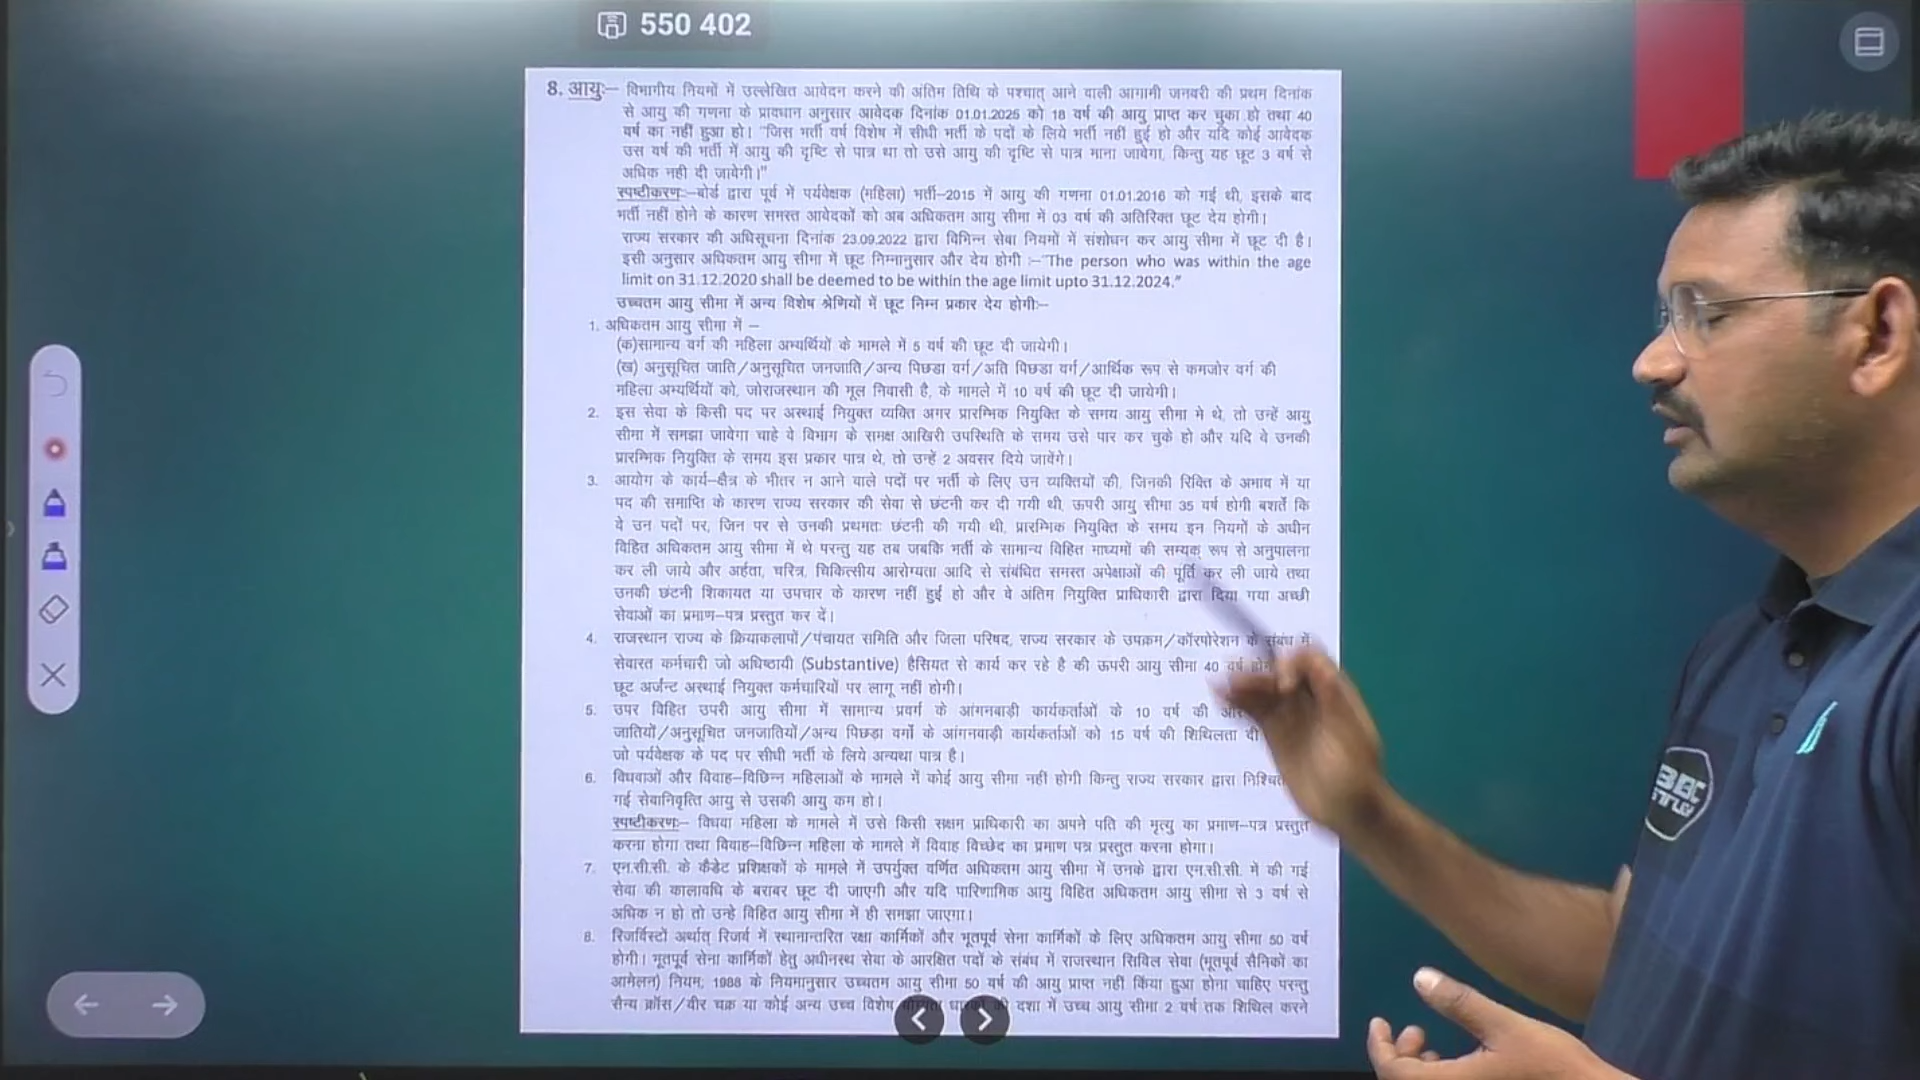 550 402
8. आयुः– विभागीय नियमों में उल्लेखित आवेदन करने की अंतिम तिथि के पश्चात् आने वाली आगामी जनवरी की प्रथम दिनांक
से आयु की गणना के प्रावधान अनुसार आवेदक दिनांक 01.01.2025 को 18 वर्ष की आयु प्राप्त कर चुका हो तथा 40
वर्ष का नहीं हुआ हो। "जिस भर्ती वर्ष विशेष में सीधी भर्ती के पदों के लिये भर्ती नहीं हुई हो और यदि कोई आवेदक
उस वर्ष की भर्ती में आयु की दृष्टि से पात्र था तो उसे आयु की दृष्टि से पात्र माना जावेगा, किन्तु यह छूट 3 वर्ष से
अधिक नही दी जायेगी।"
स्पष्टीकरणः–बोर्ड द्वारा पूर्व में पर्यवेक्षक (महिला) भर्ती–2015 में आयु की गणना 01.01.2016 को गई थी, इसके बाद
भर्ती नहीं होने के कारण समस्त आवेदकों को अब अधिकतम आयु सीमा में 03 वर्ष की अतिरिक्त छूट देय होगी।
राज्य सरकार की अधिसूचना दिनांक 23.09.2022 द्वारा विभिन्न सेवा नियमों में संशोधन कर आयु सीमा में छूट दी है।
इसी अनुसार अधिकतम आयु सीमा में छूट निम्नानुसार और देय होगी :–"The person who was within the age
limit on 31.12.2020 shall be deemed to be within the age limit upto 31.12.2024."
उच्चतम आयु सीमा में अन्य विशेष श्रेणियों में छूट निम्न प्रकार देय होगीः–
1. अधिकतम आयु सीमा में –
(क)सामान्य वर्ग की महिला अभ्यर्थियों के मामले में 5 वर्ष की छूट दी जायेगी।
(ख) अनुसूचित जाति/अनुसूचित जनजाति/अन्य पिछडा वर्ग/अति पिछडा वर्ग/आर्थिक रूप से कमजोर वर्ग की
महिला अभ्यर्थियों को, जोराजस्थान की मूल निवासी है, के मामले में 10 वर्ष की छूट दी जायेगी।
2. इस सेवा के किसी पद पर अस्थाई नियुक्त व्यक्ति अगर प्रारम्भिक नियुक्ति के समय आयु सीमा मे थे, तो उन्हें आयु
सीमा में समझा जावेगा चाहे वे विभाग के समक्ष आखिरी उपस्थिति के समय उसे पार कर चुके हो और यदि वे उनकी
प्रारम्भिक नियुक्ति के समय इस प्रकार पात्र थे, तो उन्हें 2 अवसर दिये जावेंगे।
3. आयोग के कार्य–क्षैत्र के भीतर न आने वाले पदों पर भर्ती के लिए उन व्यक्तियों की, जिनकी रिक्ति के अभाव में या
पद की समाप्ति के कारण राज्य सरकार की सेवा से छंटनी कर दी गयी थी, ऊपरी आयु सीमा 35 वर्ष होगी बशर्ते कि
वे उन पदों पर, जिन पर से उनकी प्रथमतः छंटनी की गयी थी, प्रारम्भिक नियुक्ति के समय इन नियमों के अधीन
विहित अधिकतम आयु सीमा में थे परन्तु यह तब जबकि भर्ती के सामान्य विहित माध्यमों की सम्यक् रूप से अनुपालना
कर ली जाये और अर्हता, चरित्र, चिकित्सीय आरोग्यता आदि से संबंधित समस्त अपेक्षाओं की पूर्ति कर ली जाये तथा
उनकी छंटनी शिकायत या उपचार के कारण नहीं हुई हो और वे अंतिम नियुक्ति प्राधिकारी द्वारा दिया गया अच्छी
सेवाओं का प्रमाण–पत्र प्रस्तुत कर दें।
4. राजस्थान राज्य के क्रियाकलापों/पंचायत समिति और जिला परिषद, राज्य सरकार के उपक्रम/कॉरपोरेशन के संबंध में
सेवारत कर्मचारी जो अधिष्ठायी (Substantive) हैसियत से कार्य कर रहे है की ऊपरी आयु सीमा 40 वर्ष
छूट अर्जेन्ट अस्थाई नियुक्त कर्मचारियों पर लागू नहीं होगी।
5. उपर विहित उपरी आयु सीमा में सामान्य प्रवर्ग के आंगनबाड़ी कार्यकर्ताओं के 10 वर्ष की
जातियों/अनुसूचित जनजातियों/अन्य पिछड़ा वर्गों के आंगनवाड़ी कार्यकर्ताओं को 15 वर्ष की शिथिलता दी
जो पर्यवेक्षक के पद पर सीधी भर्ती के लिये अन्यथा पात्र है।
6. विधवाओं और विवाह–विछिन्न महिलाओं के मामले में कोई आयु सीमा नहीं होगी किन्तु राज्य सरकार द्वारा
गई सेवानिवृत्ति आयु से उसकी आयु कम हो।
स्पष्टीकरणः– विधवा महिला के मामले में उसे किसी सक्षम प्राधिकारी का अपने पति की मृत्यु का प्रमाण–पत्र प्रस्तुत
करना होगा तथा विवाह–विछिन्न महिला के मामले में विवाह विच्छेद का प्रमाण पत्र प्रस्तुत करना होगा।
7. एन.सी.सी. के कैडेट प्रशिक्षकों के मामले में उपर्युक्त वर्णित अधिकतम आयु सीमा में उनके द्वारा एन.सी.सी. में की गई
सेवा की कालावधि के बराबर छूट दी जाएगी और यदि पारिणामिक आयु विहित अधिकतम आयु सीमा से 3 वर्ष से
अधिक न हो तो उन्हे विहित आयु सीमा में ही समझा जाएगा।
8. रिजर्विस्टों अर्थात् रिजर्व में स्थानान्तरित रक्षा कार्मिकों और भूतपूर्व सेना कार्मिकों के लिए अधिकतम आयु सीमा 50 वर्ष
होगी। भूतपूर्व सेना कार्मिकों हेतु अधीनस्थ सेवा के आरक्षित पदों के संबंध में राजस्थान सिविल सेवा (भूतपूर्व सैनिकों का
आमेलन) नियम, 1988 के नियमानुसार उच्चतम आयु सीमा 50 वर्ष की आयु प्राप्त नहीं किया हुआ होना चाहिए परन्तु
सैन्य क्रॉस/वीर चक्र या कोई अन्य उच्च विशेष की दशा में उच्च आयु सीमा 2 वर्ष तक शिथिल करने